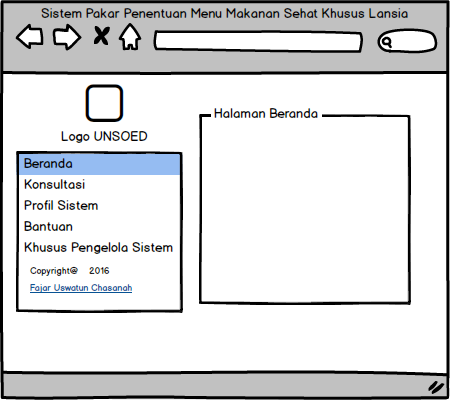 Sistem Pakar Penentuan Menu Makanan Sehat Khusus Lansia
Logo UNSOED
Beranda
Konsultasi
Profil Sistem
Bantuan
Khusus Pengelola Sistem
Copyright@ 2016
Fajar Uswatun Chasanah
Halaman Beranda